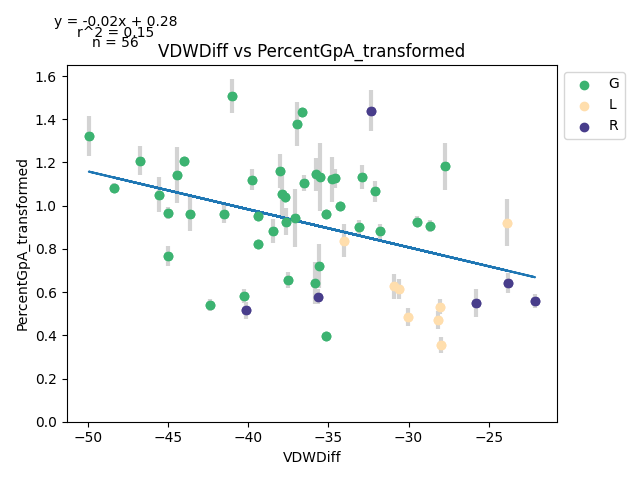 y = -0.02x + 0.28
r^2 = 0.15
n = 56
VDWDiff vs PercentGpA_transformed
1.6
1.4
1.2
1.0
0.8
0.6
0.4
0.2
0.0
PercentGpA_transformed
−50
−45
−40
−35
−30
−25
VDWDiff
G
L
R